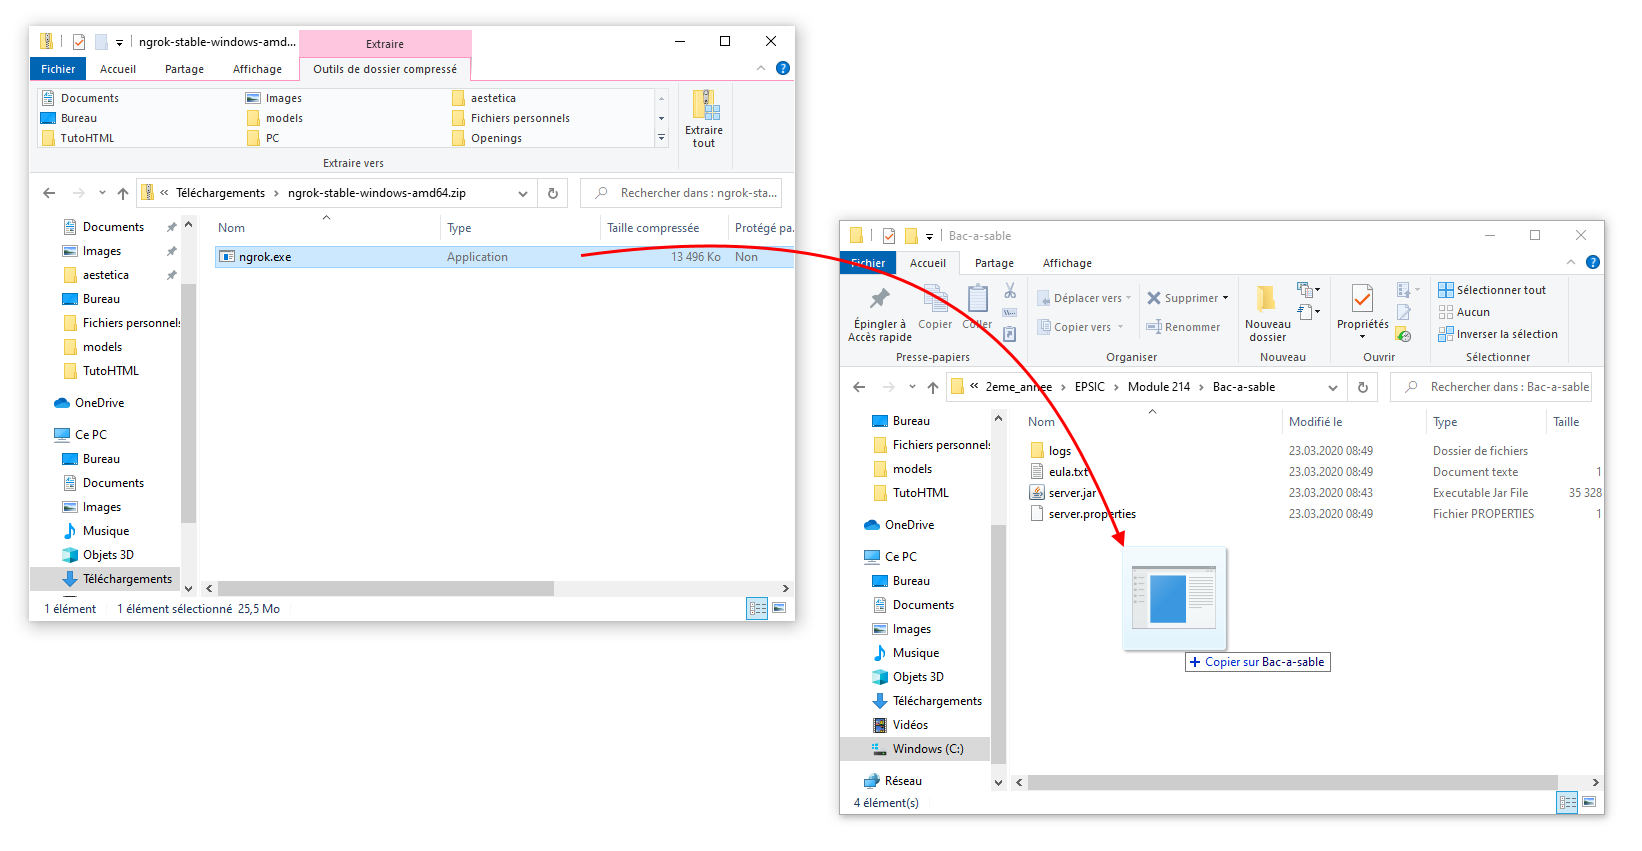 ngrok-stable-windows-amd...
Extraire
Fichier
Accueil
Partage
Affichage
Outils de dossier compressé
Documents
Images
aestetica
Bureau
models
Fichiers personnels
TutoHTML
PC
Openings
Extraire tout
Extraire vers
« Téléchargements > ngrok-stable-windows-amd64.zip
Rechercher dans : ngrok-sta...
Documents
Images
aestetica
Bureau
Fichiers personnels
models
TutoHTML
OneDrive
Ce PC
Bureau
Documents
Images
Musique
Objets 3D
Téléchargements
Nom
Type
Taille compressée
Protégé pa.
ngrok.exe
Application
13 496 Ko
Non
1 élément
1 élément sélectionné 25,5 Mo
Bac-a-sable
Fichier
Accueil
Partage
Affichage
Épingler à
Accès rapide
Copier
Coller
Presse-papiers
Déplacer vers
Copier vers
Supprimer
Renommer
Organiser
Nouveau
dossier
Nouveau
Propriétés
Ouvrir
Sélectionner tout
Aucun
Inverser la sélection
Sélectionner
« 2eme_annee > EPSIC > Module 214 > Bac-a-sable
Rechercher dans : Bac-a-sable
Bureau
Fichiers personnels
models
TutoHTML
OneDrive
Ce PC
Bureau
Documents
Images
Musique
Objets 3D
Téléchargements
Vidéos
Windows (C:)
Réseau
Nom
Modifié le
Type
Taille
logs
23.03.2020 08:49
Dossier de fichiers
eula.txt
23.03.2020 08:49
Document texte
1
server.jar
23.03.2020 08:43
Executable Jar File
35 328
server.properties
23.03.2020 08:49
Fichier PROPERTIES
1
+ Copier sur Bac-a-sable
4 élément(s)